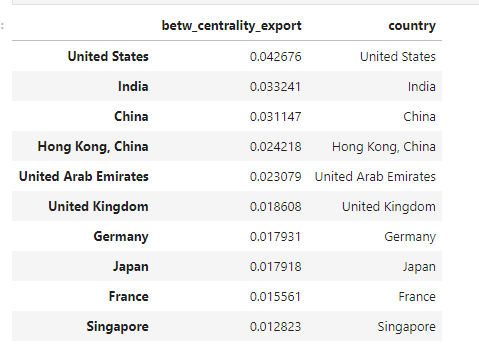 betw_centrality_export country
United States 0.042676 United States
India 0.033241 India
China 0.031147 China
Hong Kong, China 0.024218 Hong Kong, China
United Arab Emirates 0.023079 United Arab Emirates
United Kingdom 0.018608 United Kingdom
Germany 0.017931 Germany
Japan 0.017918 Japan
France 0.015561 France
Singapore 0.012823 Singapore